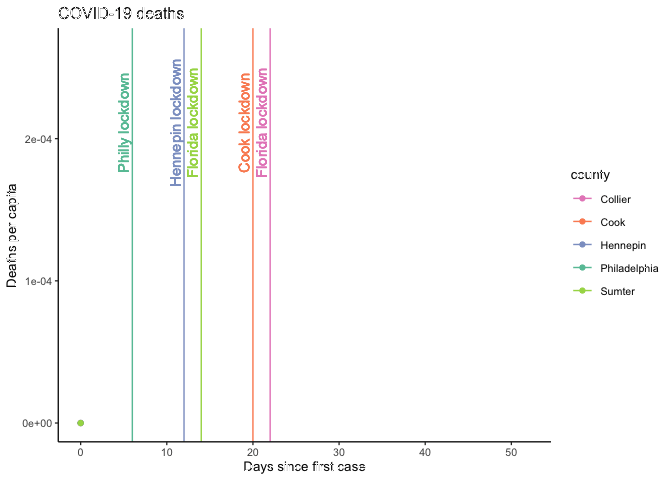 COVID-19 deaths
Deaths per capita
2e-04
1e-04
0e+00
Philly lockdown
Hennepin lockdown
Florida lockdown
Cook lockdown
Florida lockdown
0
10
20
30
40
50
Days since first case
county
Collier
Cook
Hennepin
Philadelphia
Sumter